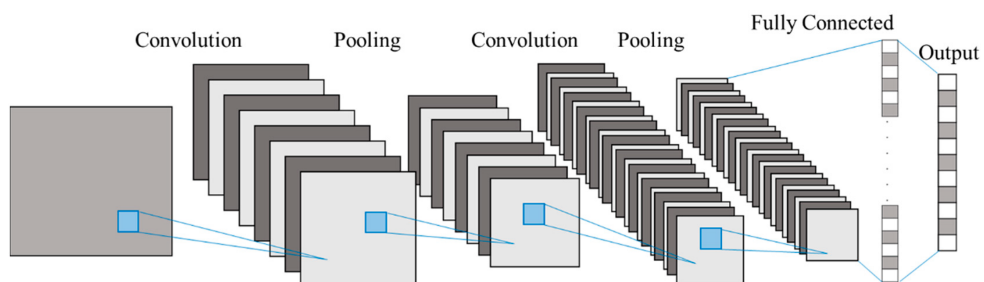 Convolution
Pooling
Convolution
Pooling
Fully Connected
Output